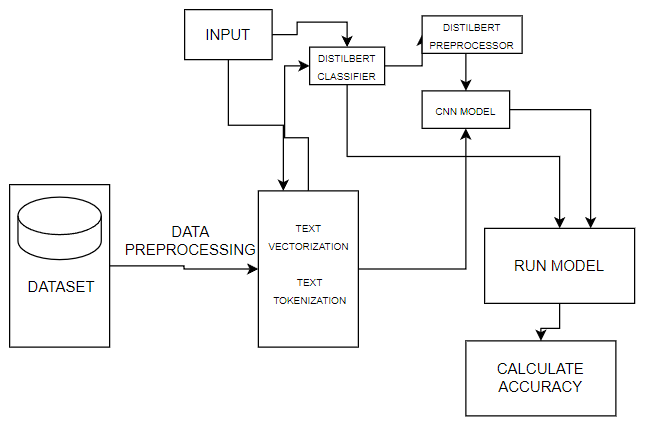 INPUT
DISTILBERT
CLASSIFIER
DISTILBERT
PREPROCESSOR
CNN MODEL
DATA
PREPROCESSING
DATASET
TEXT
VECTORIZATION
TEXT
TOKENIZATION
RUN MODEL
CALCULATE
ACCURACY